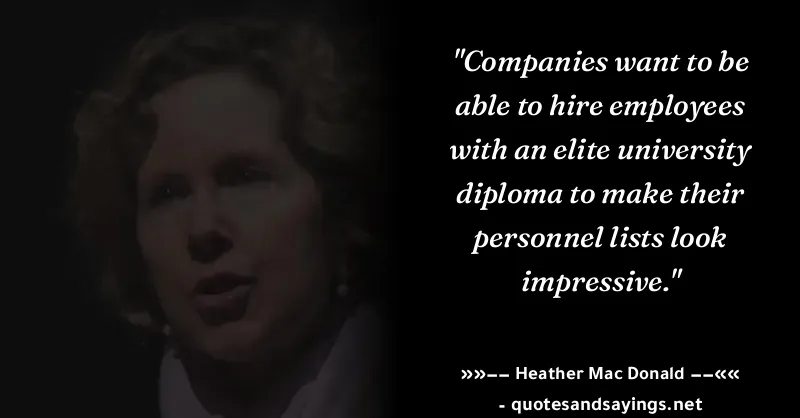 "Companies want to be
able to hire employees
with an elite university
diploma to make their
personnel lists look
impressive."
»»−− Heather Mac Donald −−««
- quotesandsayings.net